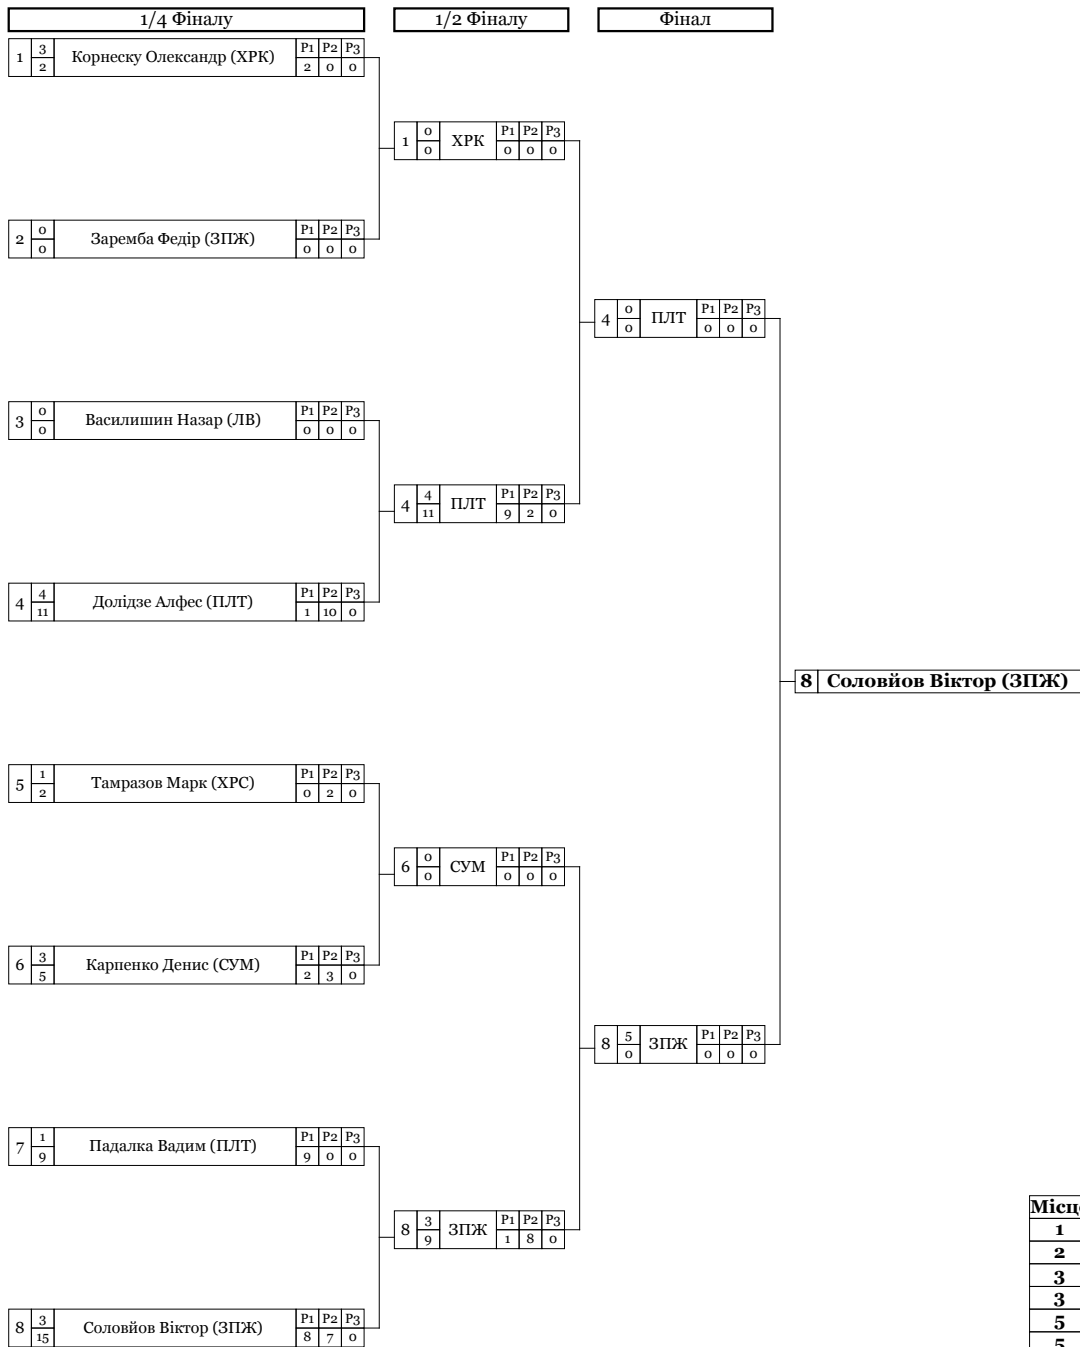 1/4 Фіналу 1/2 Фіналу Фінал
1 3 2 Корнеску Олександр (ХРК) P1 P2 P3 2 0 0
1 0 0 ХРК P1 P2 P3 0 0 0
2 0 0 Заремба Федір (ЗПЖ) P1 P2 P3 0 0 0
4 0 0 ПЛТ P1 P2 P3 0 0 0
3 0 0 Василишин Назар (ЛВ) P1 P2 P3 0 0 0
4 4 11 ПЛТ P1 P2 P3 9 2 0
4 4 11 Долідзе Алфес (ПЛТ) P1 P2 P3 1 10 0
8 Соловйов Віктор (ЗПЖ)
5 1 2 Тамразов Марк (ХРС) P1 P2 P3 0 2 0
6 0 0 СУМ P1 P2 P3 0 0 0
6 3 5 Карпенко Денис (СУМ) P1 P2 P3 2 3 0
8 5 0 ЗПЖ P1 P2 P3 0 0 0
7 1 9 Падалка Вадим (ПЛТ) P1 P2 P3 9 0 0
8 3 9 ЗПЖ P1 P2 P3 1 8 0
8 3 15 Соловйов Віктор (ЗПЖ) P1 P2 P3 8 7 0
1
2
3
3
5